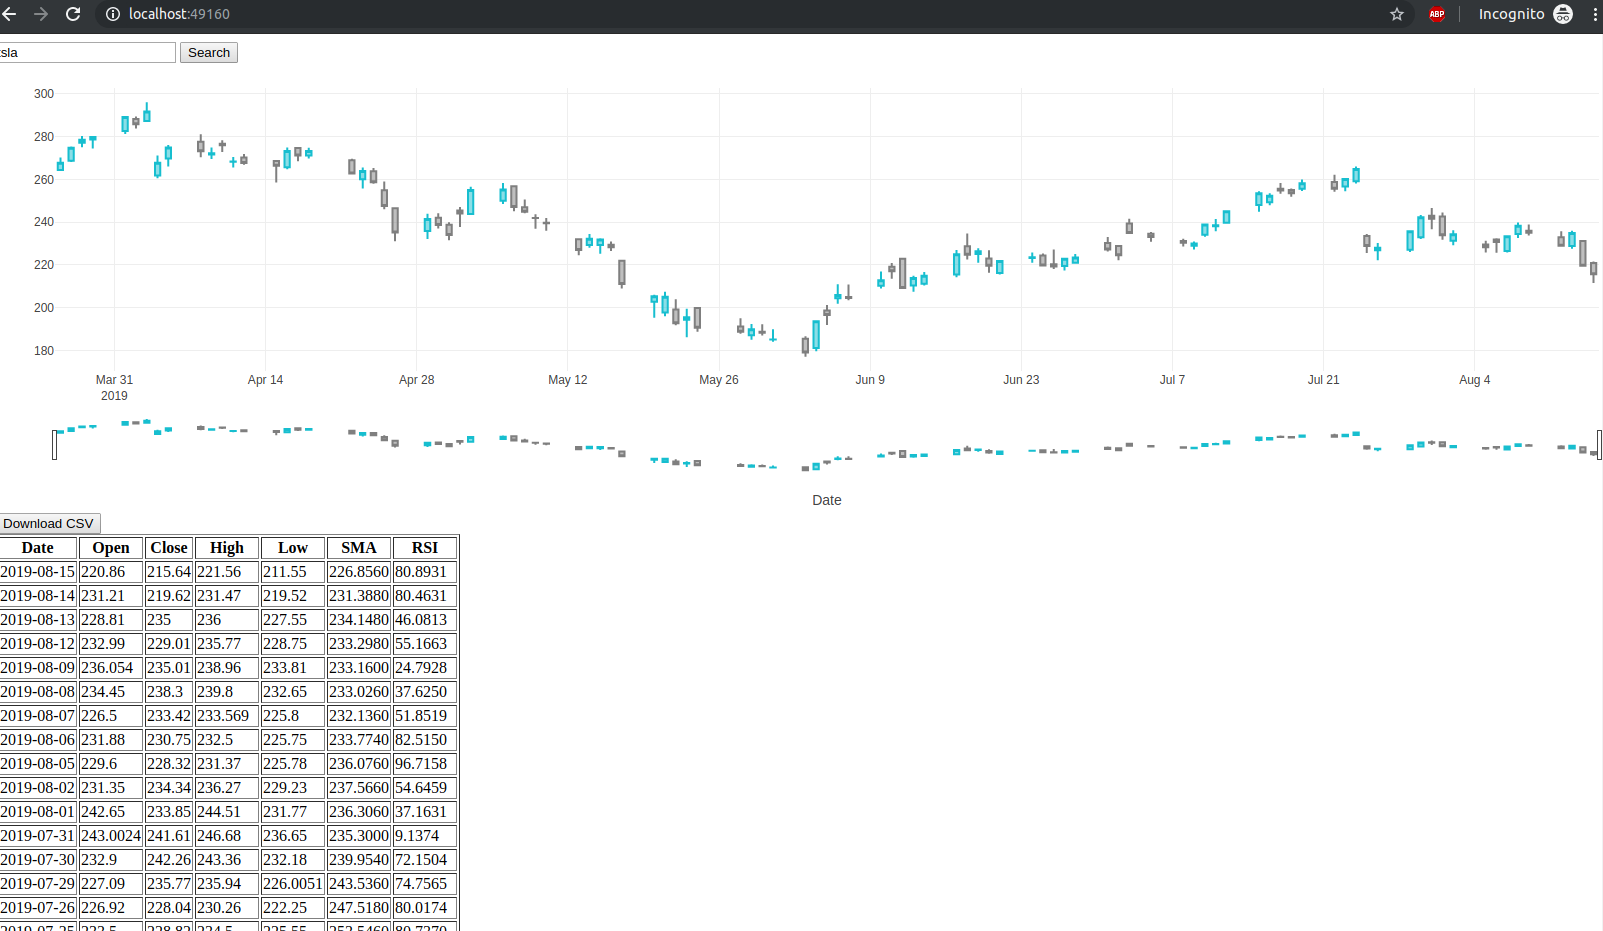 localhost:49160 ABP Incognito
sla Search
300
280
260
240
220
200
180
Mar 31 Apr 14 Apr 28 May 12 May 26 Jun 9 Jun 23 Jul 7 Jul 21 Aug 4
2019
Date
Download CSV
Date Open Close High Low SMA RSI
2019-08-15 220.86 215.64 221.56 211.55 226.8560 80.8931
2019-08-14 231.21 219.62 231.47 219.52 231.3880 80.4631
2019-08-13 228.81 235 236 227.55 234.1480 46.0813
2019-08-12 232.99 229.01 235.77 228.75 233.2980 55.1663
2019-08-09 236.054 235.01 238.96 233.81 233.1600 24.7928
2019-08-08 234.45 238.3 239.8 232.65 233.0260 37.6250
2019-08-07 226.5 233.42 233.569 225.8 232.1360 51.8519
2019-08-06 231.88 230.75 232.5 225.75 233.7740 82.5150
2019-08-05 229.6 228.32 231.37 225.78 236.0760 96.7158
2019-08-02 231.35 234.34 236.27 229.23 237.5660 54.6459
2019-08-01 242.65 233.85 244.51 231.77 236.3060 37.1631
2019-07-31 243.0024 241.61 246.68 236.65 235.3000 9.1374
2019-07-30 232.9 242.26 243.36 232.18 239.9540 72.1504
2019-07-29 227.09 235.77 235.94 226.0051 243.5360 74.7565
2019-07-26 226.92 228.04 230.26 222.25 247.5180 80.0174
2019-07-25 233.5 228.82 234.5 225.55